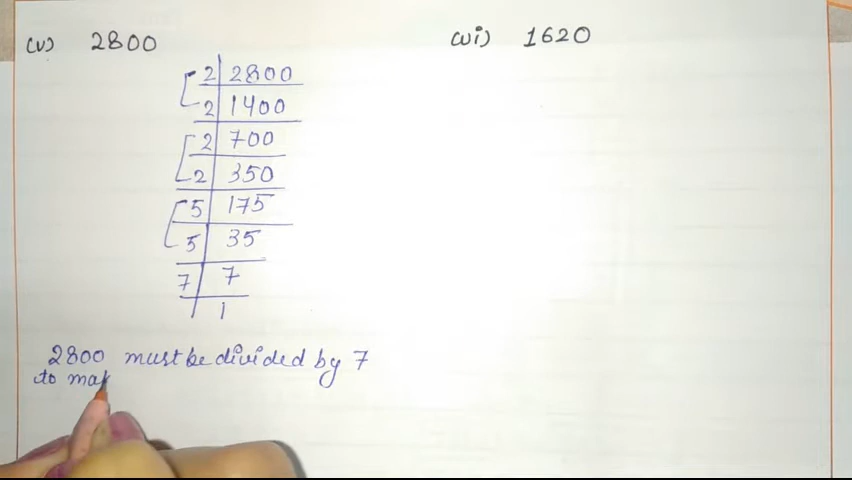 (v) 2800
(vi) 1620
2 2800
2 1400
2 700
2 350
5 175
5 35
7 7
1
2800 must be divided by 7
to mak